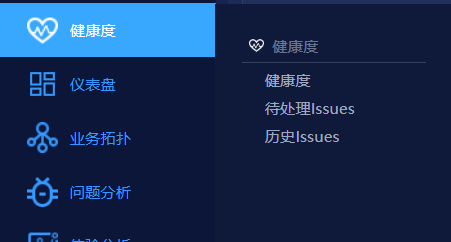 健康度
仪表盘
业务拓扑
问题分析
健康度
健康度
待处理Issues
历史Issues